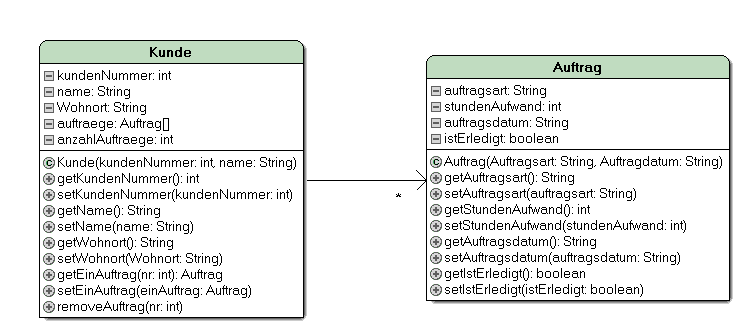 Kunde
kundenNummer: int
name: String
Wohnort: String
auftraege: Auftrag[]
anzahlAuftraege: int
C Kunde(kundenNummer: int, name: String)
getKundenNummer(): int
setKundenNummer(kundenNummer: int)
getName(): String
setName(name: String)
getWohnort(): String
setWohnort(Wohnort: String)
getEinAuftrag(nr: int): Auftrag
setEinAuftrag(einAuftrag: Auftrag)
removeAuftrag(nr: int)
*
Auftrag
auftragsart: String
stundenAufwand: int
auftragsdatum: String
istErledigt: boolean
C Auftrag(Auftragsart: String, Auftragdatum: String)
getAuftragsart(): String
setAuftragsart(auftragsart: String)
getStundenAufwand(): int
setStundenAufwand(stundenAufwand: int)
getAuftragsdatum(): String
setAuftragsdatum(auftragsdatum: String)
getIstErledigt(): boolean
setIstErledigt(istErledigt: boolean)